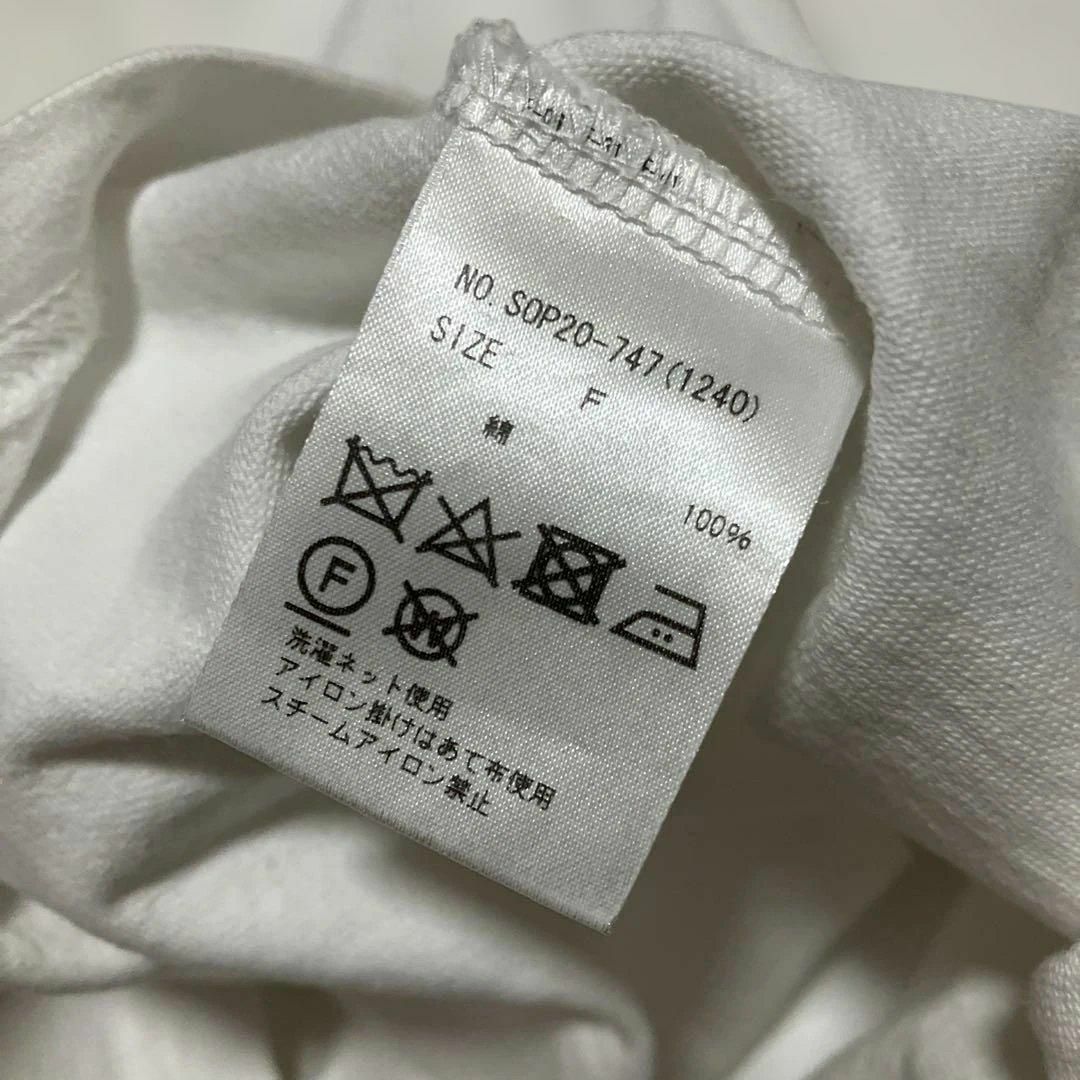 NO. SOP20-747(1240)
SIZE F
綿 100%
F W
洗濯ネット使用
アイロン掛けはあて布使用
スチームアイロン禁止